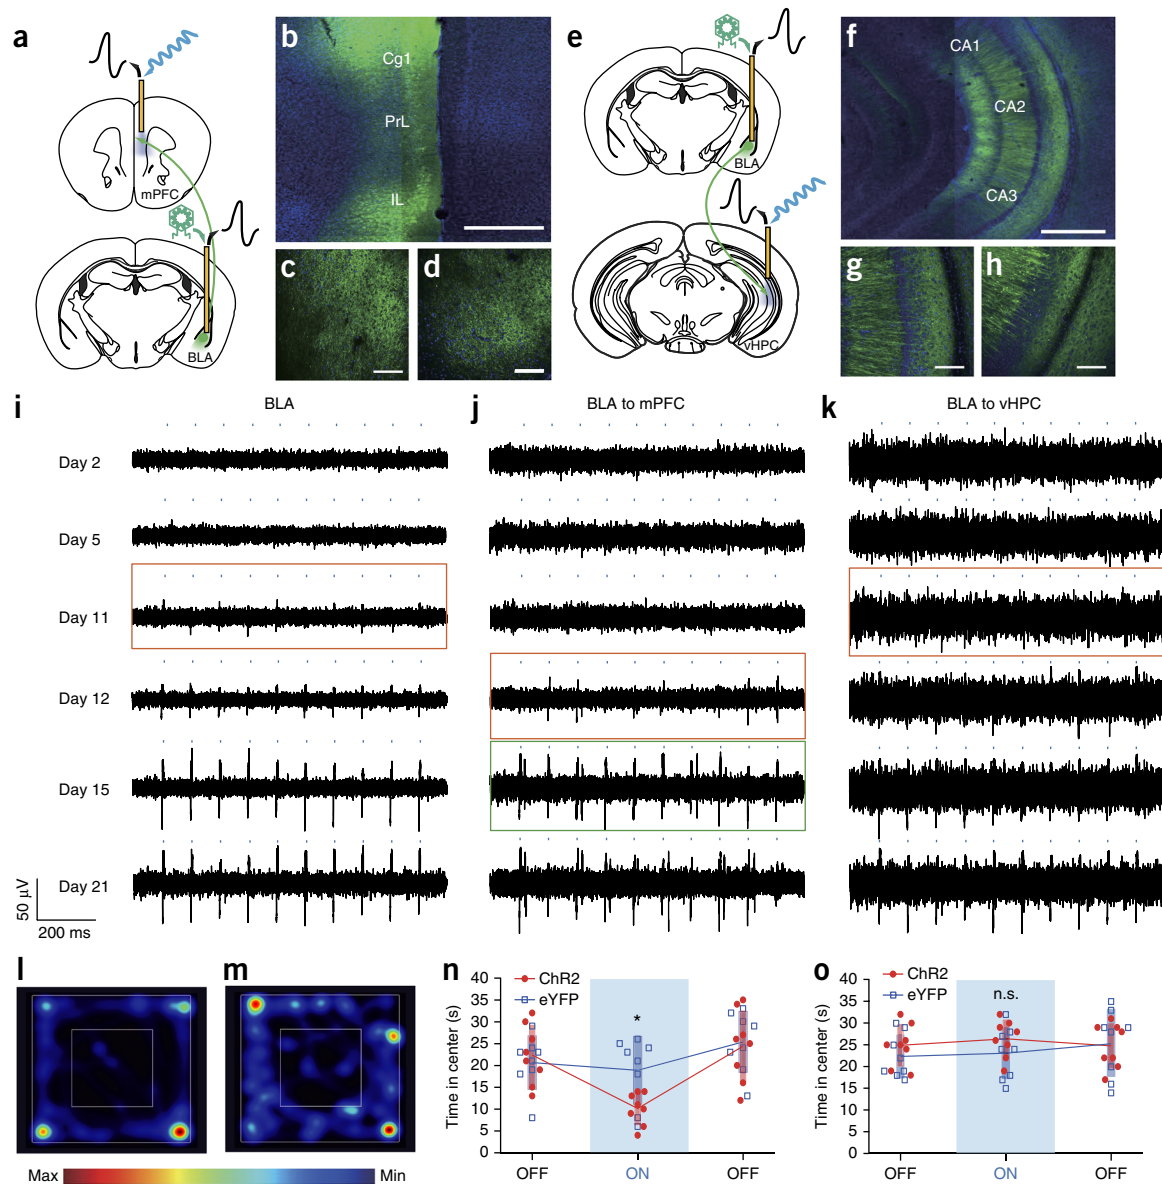 a
mPFC
BLA
b
Cg1
PrL
IL
c
d
e
BLA
vHPC
f
CA1
CA2
CA3
g
h
i
BLA
j
BLA to mPFC
k
BLA to vHPC
Day 2
Day 5
Day 11
Day 12
Day 15
Day 21
50 µV
200 ms
l
m
Max
Min
n
ChR2
eYFP
*
Time in center (s)
40
35
30
25
20
15
10
5
0
OFF
ON
OFF
o
ChR2
eYFP
n.s.
Time in center (s)
40
35
30
25
20
15
10
5
0
OFF
ON
OFF